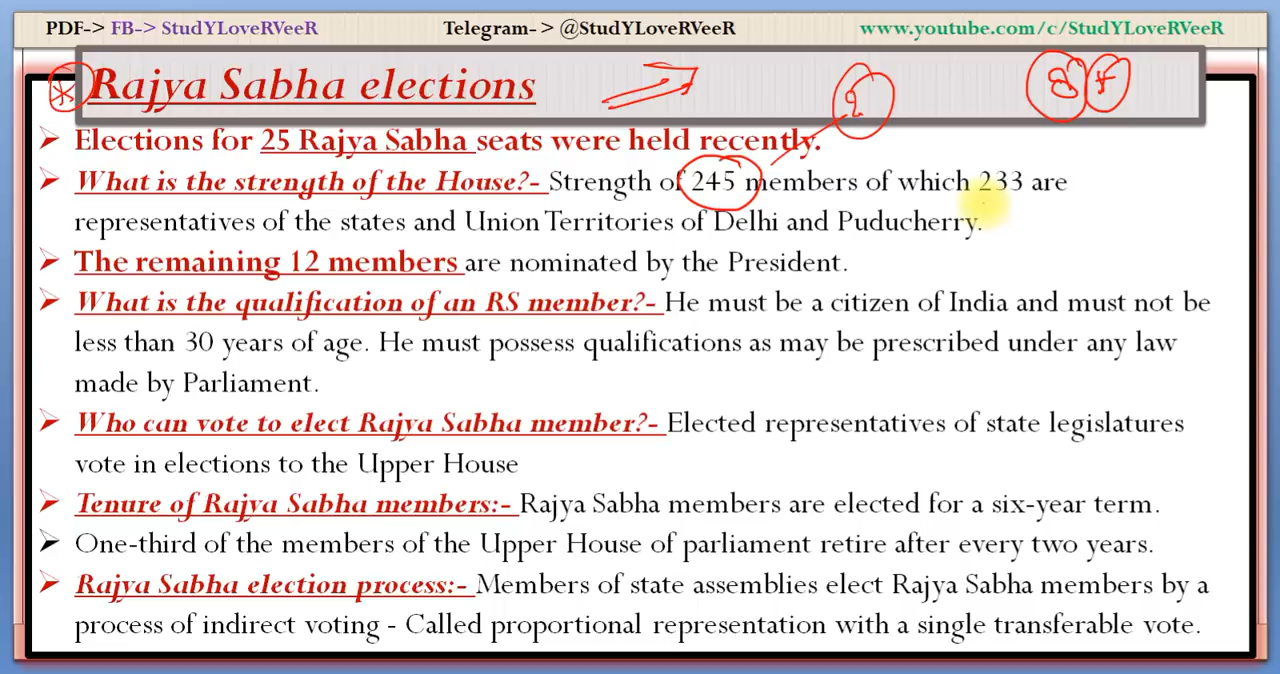 PDF-> FB-> StudYLoveRVeeR Telegram- > @StudYLoveRVeeR www.youtube.com/c/StudYLoveRVeeR
Rajya Sabha elections
➢ Elections for 25 Rajya Sabha seats were held recently.
➢ What is the strength of the House?- Strength of 245 members of which 233 are
representatives of the states and Union Territories of Delhi and Puducherry.
➢ The remaining 12 members are nominated by the President.
➢ What is the qualification of an RS member?- He must be a citizen of India and must not be
less than 30 years of age. He must possess qualifications as may be prescribed under any law
made by Parliament.
➢ Who can vote to elect Rajya Sabha member?- Elected representatives of state legislatures
vote in elections to the Upper House
➢ Tenure of Rajya Sabha members:- Rajya Sabha members are elected for a six-year term.
➢ One-third of the members of the Upper House of parliament retire after every two years.
➢ Rajya Sabha election process:- Members of state assemblies elect Rajya Sabha members by a
process of indirect voting - Called proportional representation with a single transferable vote.